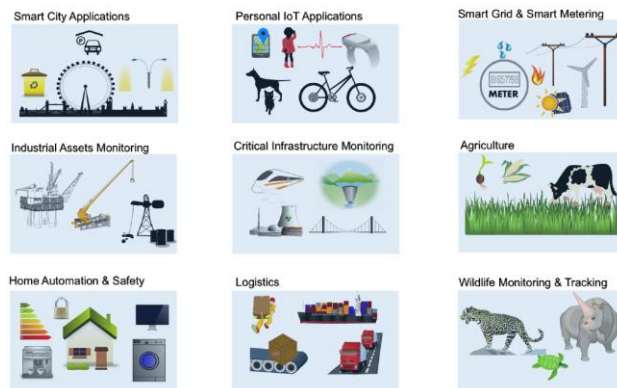 Smart City Applications
Personal IoT Applications
Smart Grid & Smart Metering
METER
Industrial Assets Monitoring
Critical Infrastructure Monitoring
Agriculture
Home Automation & Safety
Logistics
Wildlife Monitoring & Tracking